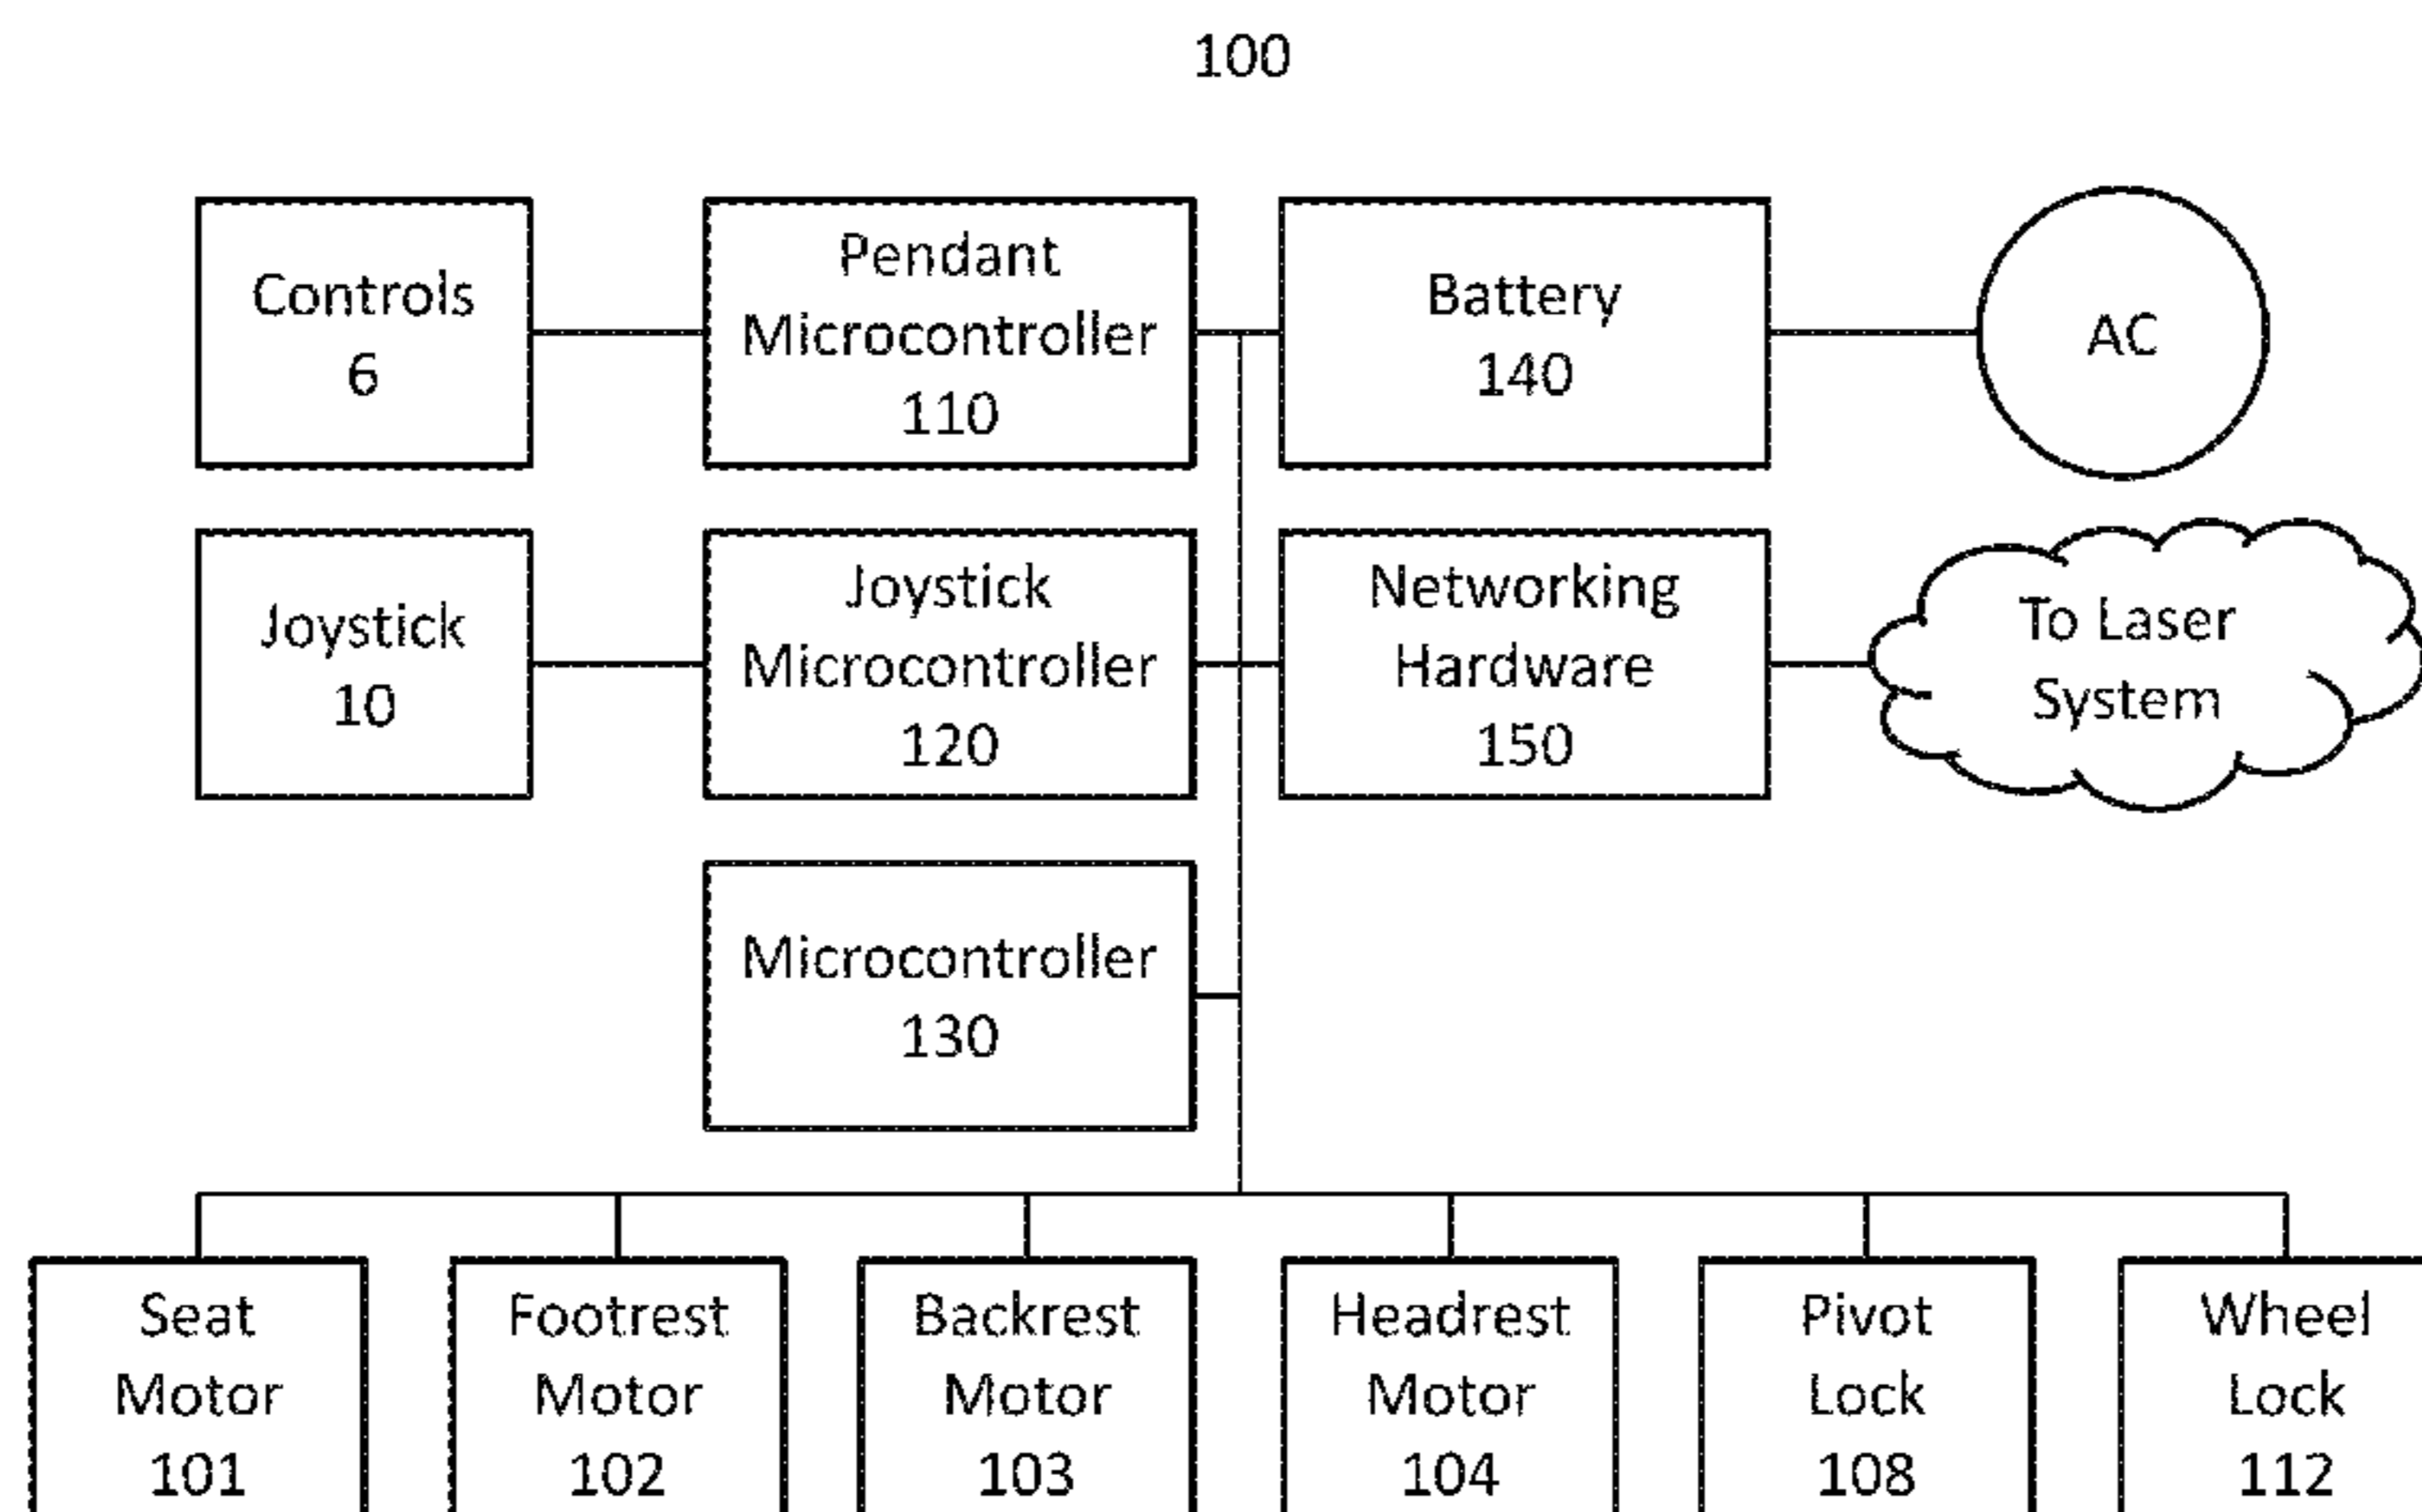 100
Controls
6
Pendant
Microcontroller
110
Battery
140
AC
Joystick
10
Joystick
Microcontroller
120
Networking
Hardware
150
To Laser
System
Microcontroller
130
Seat
Motor
101
Footrest
Motor
102
Backrest
Motor
103
Headrest
Motor
104
Pivot
Lock
108
Wheel
Lock
112